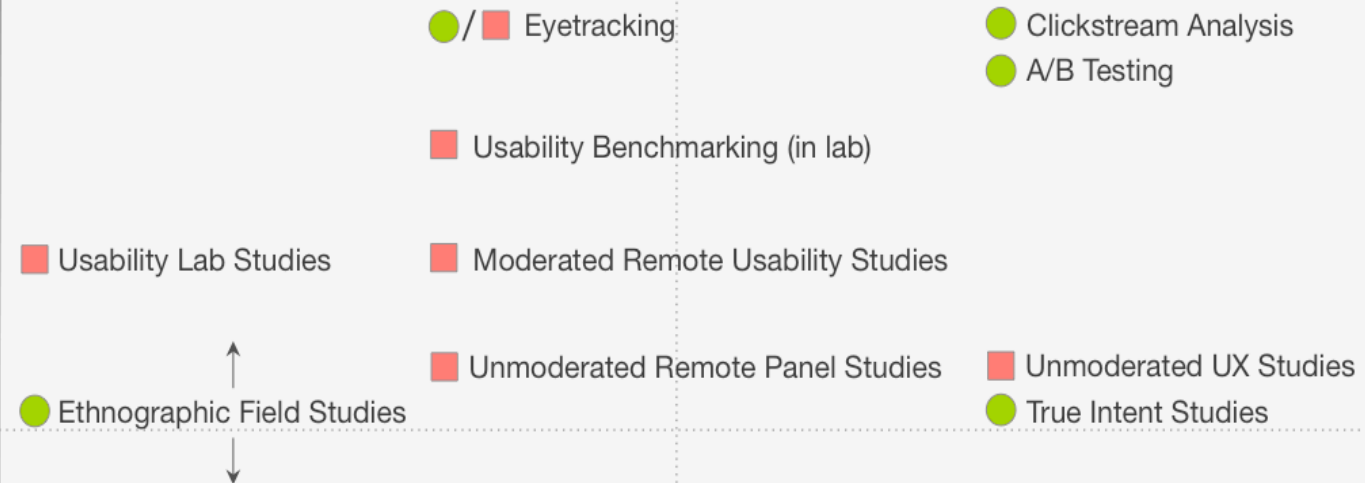 / Eyetracking
Clickstream Analysis
A/B Testing
Usability Benchmarking (in lab)
Usability Lab Studies
Moderated Remote Usability Studies
Unmoderated Remote Panel Studies
Unmoderated UX Studies
Ethnographic Field Studies
True Intent Studies